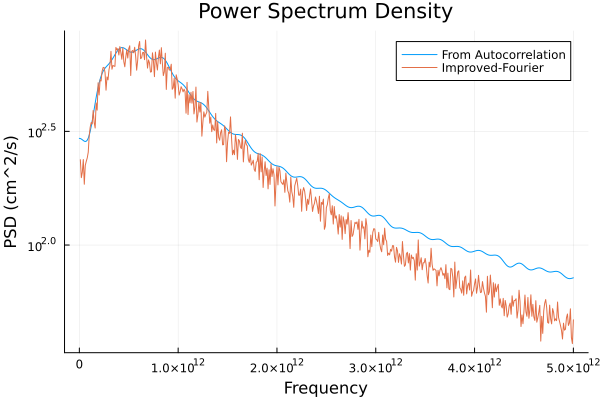 Power Spectrum Density
From Autocorrelation
Improved-Fourier
PSD (cm^2/s)
10^2.5
10^2.0
0 1.0×10^12 2.0×10^12 3.0×10^12 4.0×10^12 5.0×10^12
Frequency